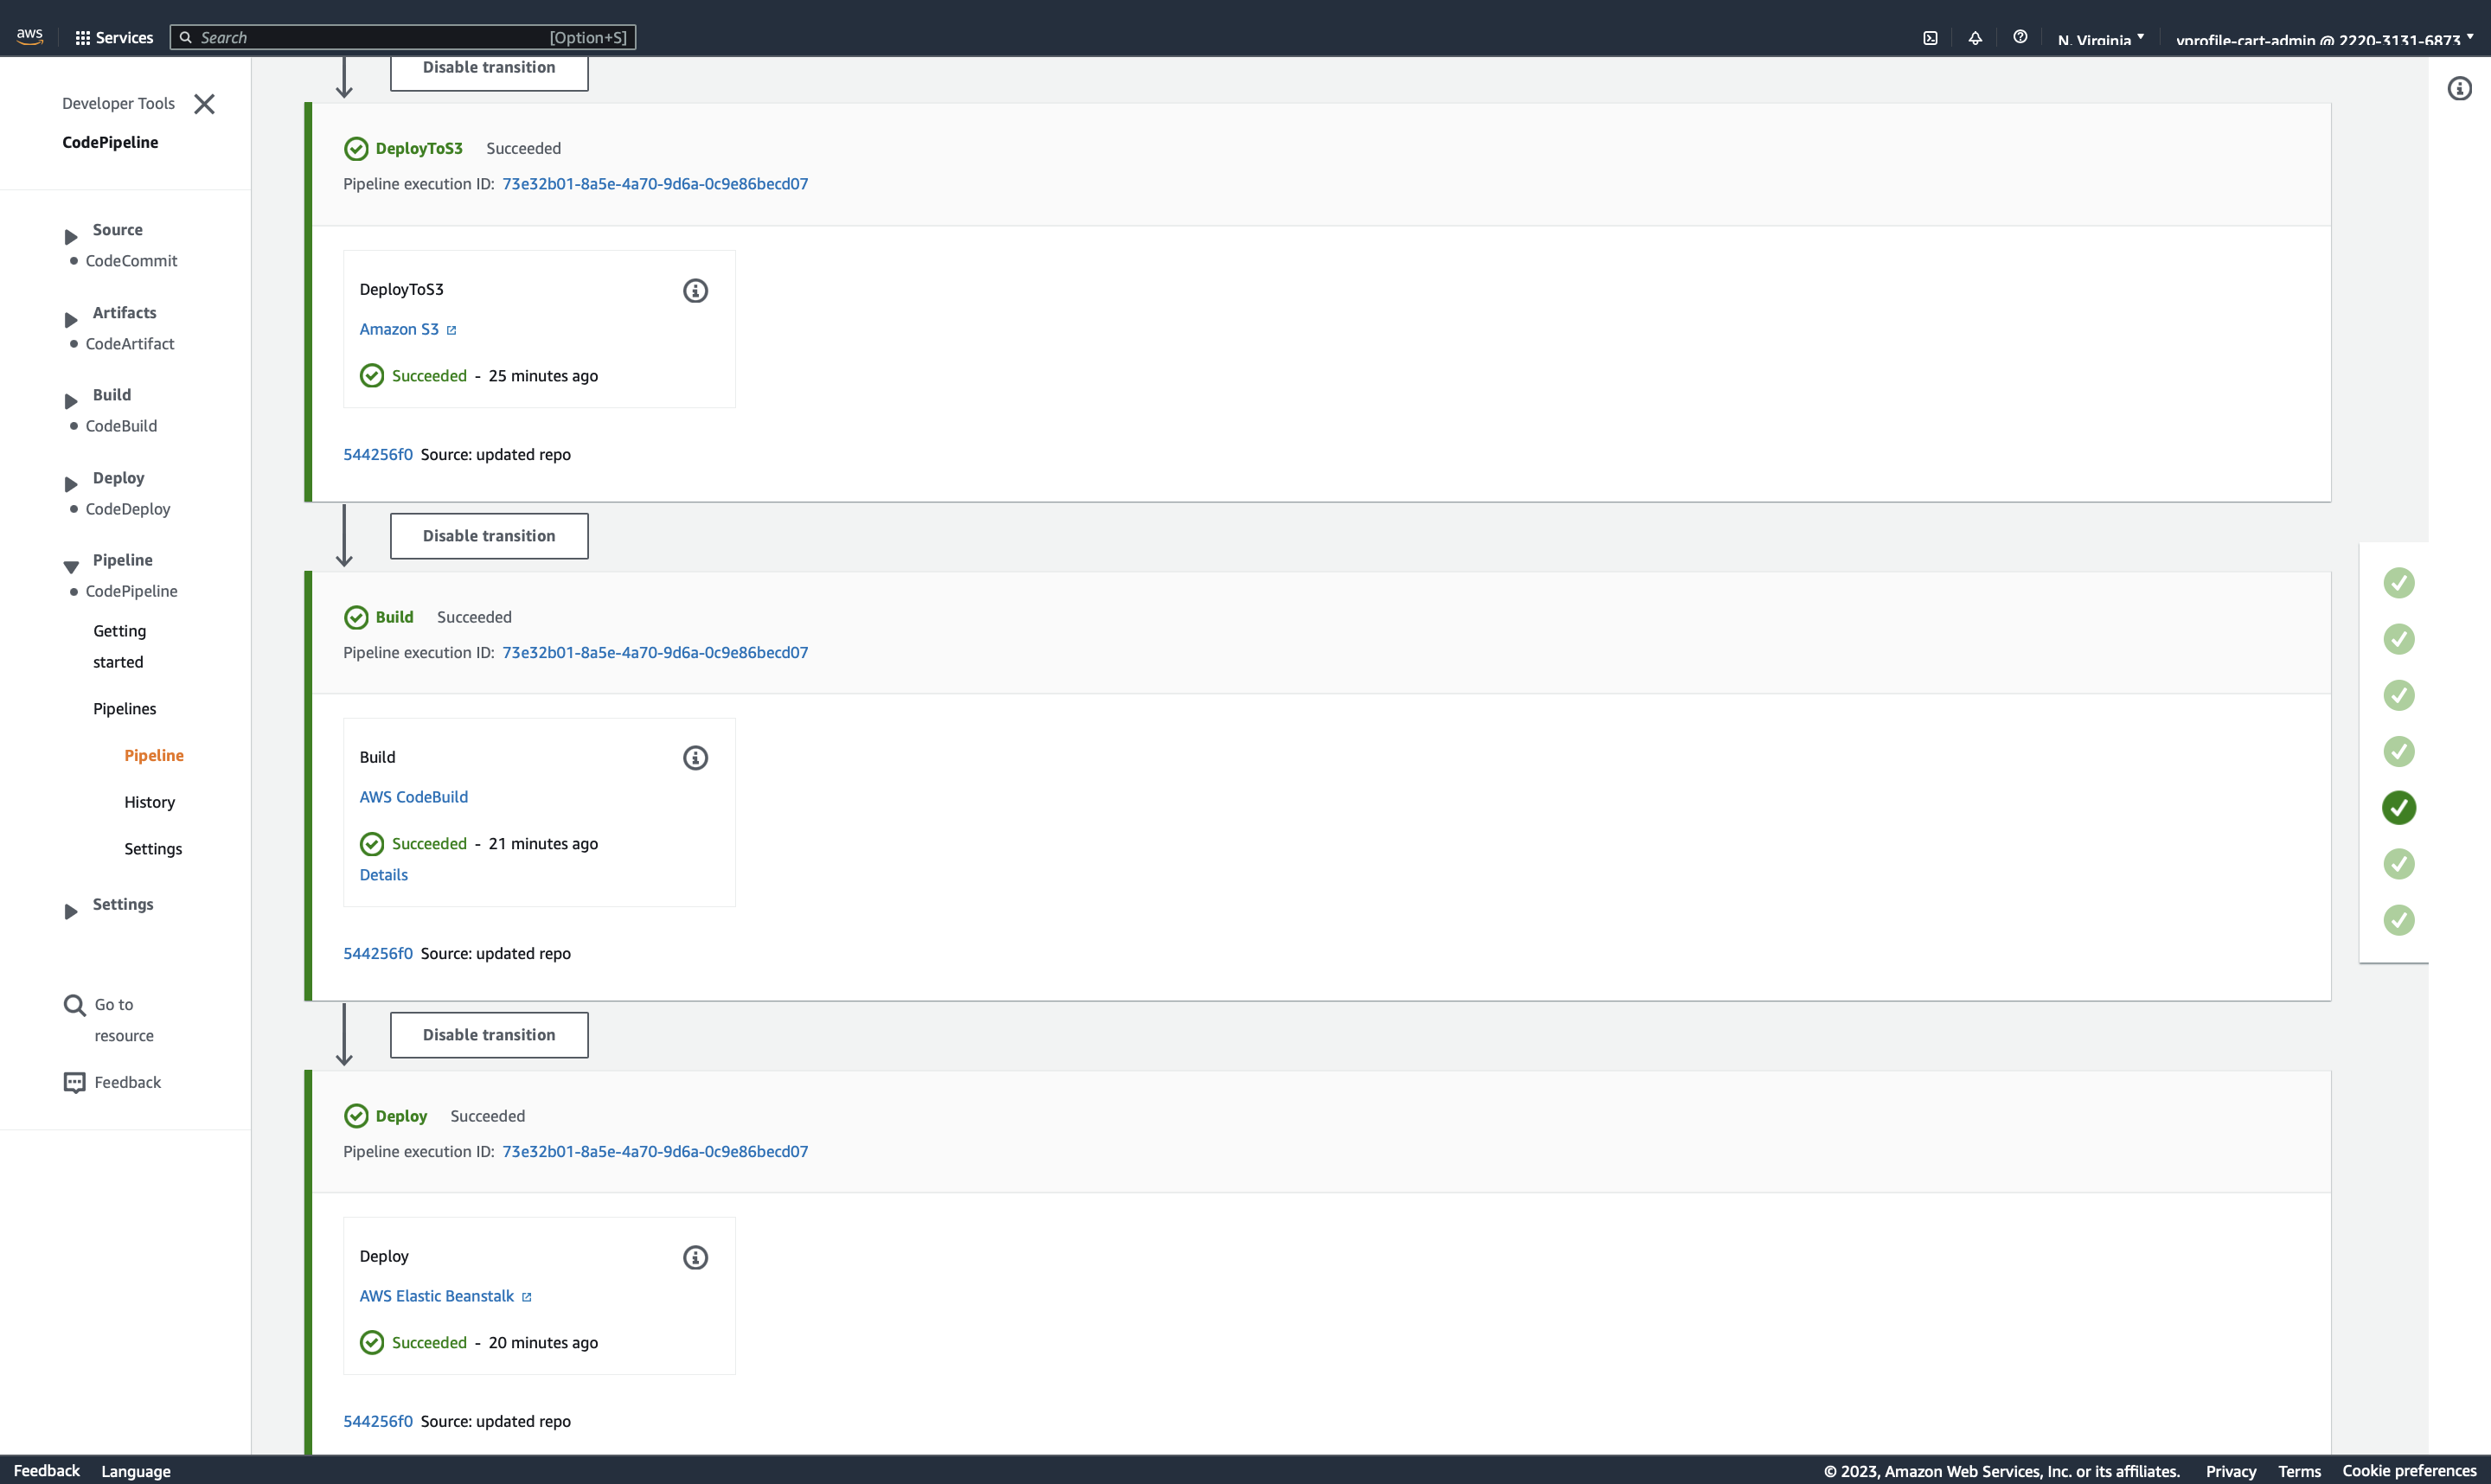 aws
Services
Search
[Option+S]
N. Virginia
vprofile-cart-admin @ 2220-3131-6873
Developer Tools
CodePipeline
Source
CodeCommit
Artifacts
CodeArtifact
Build
CodeBuild
Deploy
CodeDeploy
Pipeline
CodePipeline
Getting
started
Pipelines
Pipeline
History
Settings
Settings
Go to
resource
Feedback
Disable transition
DeployToS3 Succeeded
Pipeline execution ID: 73e32b01-8a5e-4a70-9d6a-0c9e86becd07
DeployToS3
Amazon S3
Succeeded - 25 minutes ago
544256f0 Source: updated repo
Disable transition
Build Succeeded
Pipeline execution ID: 73e32b01-8a5e-4a70-9d6a-0c9e86becd07
Build
AWS CodeBuild
Succeeded - 21 minutes ago
Details
544256f0 Source: updated repo
Disable transition
Deploy Succeeded
Pipeline execution ID: 73e32b01-8a5e-4a70-9d6a-0c9e86becd07
Deploy
AWS Elastic Beanstalk
Succeeded - 20 minutes ago
544256f0 Source: updated repo
Feedback
Language
© 2023, Amazon Web Services, Inc. or its affiliates.
Privacy
Terms
Cookie preferences